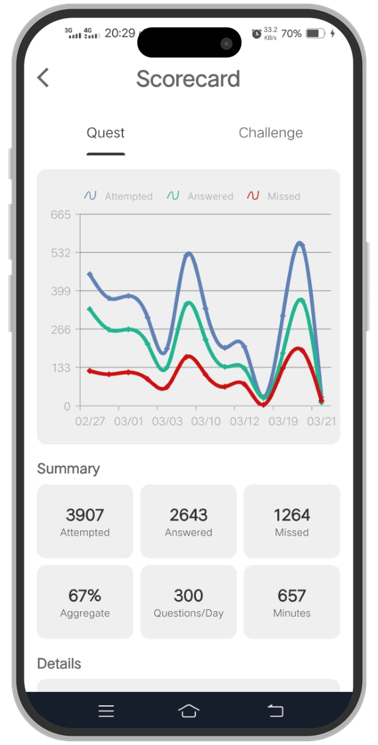 3G 4G 20:29 33.2 KB/s 70%
Scorecard
Quest Challenge
Attempted Answered Missed
665
532
399
266
133
0
02/27 03/01 03/03 03/10 03/12 03/19 03/21
Summary
3907 2643 1264
Attempted Answered Missed
67% 300 657
Aggregate Questions/Day Minutes
Details